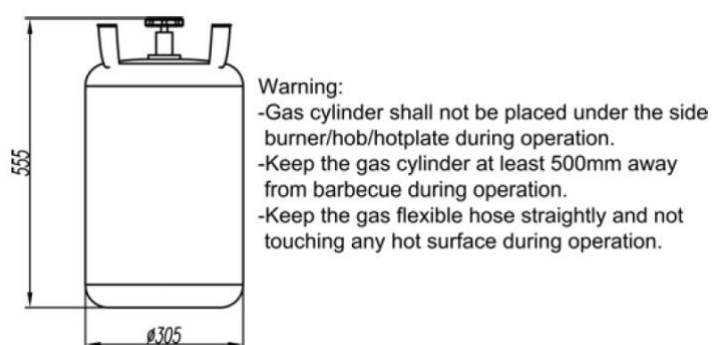 Warning:
-Gas cylinder shall not be placed under the side
burner/hob/hotplate during operation.
-Keep the gas cylinder at least 500mm away
from barbecue during operation.
-Keep the gas flexible hose straightly and not
touching any hot surface during operation.
555
ø305